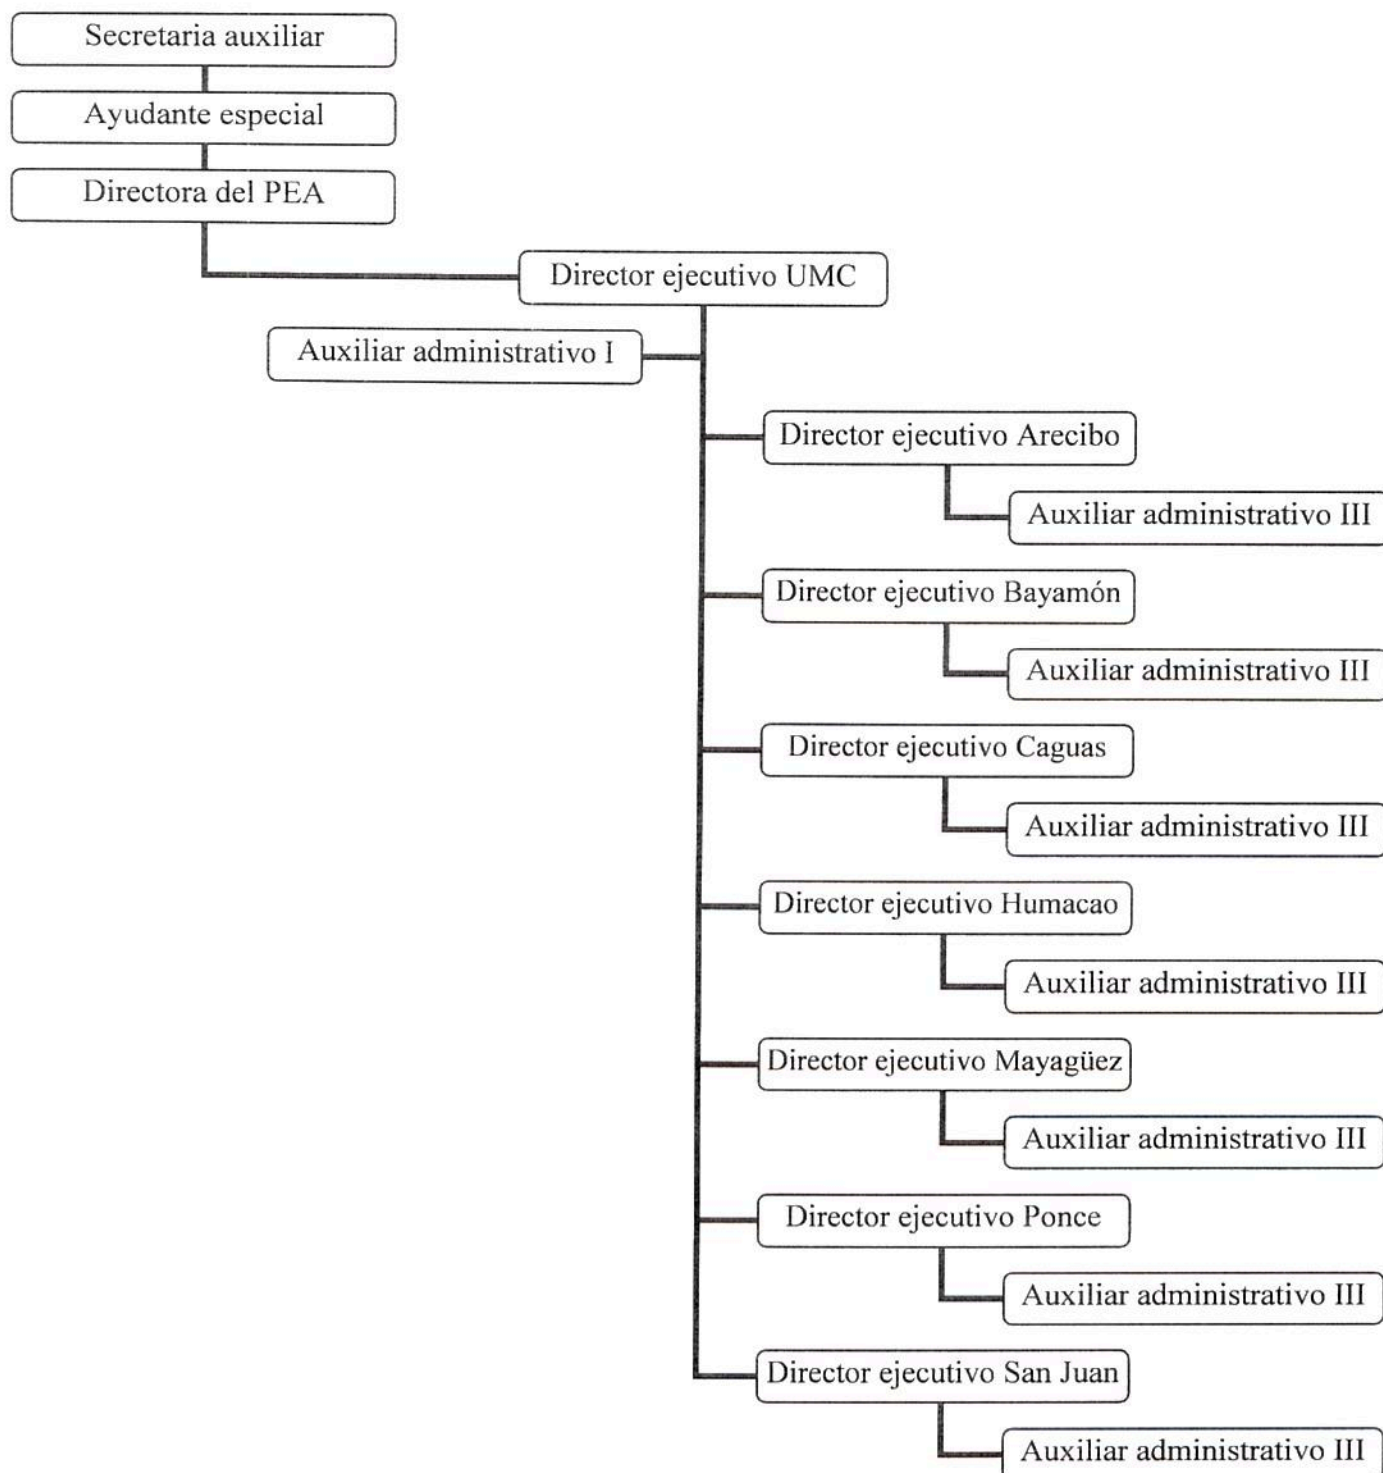 Secretaria auxiliar
Ayudante especial
Directora del PEA
Director ejecutivo UMC
Auxiliar administrativo I
Director ejecutivo Arecibo
Auxiliar administrativo III
Director ejecutivo Bayamón
Auxiliar administrativo III
Director ejecutivo Caguas
Auxiliar administrativo III
Director ejecutivo Humacao
Auxiliar administrativo III
Director ejecutivo Mayagüez
Auxiliar administrativo III
Director ejecutivo Ponce
Auxiliar administrativo III
Director ejecutivo San Juan
Auxiliar administrativo III